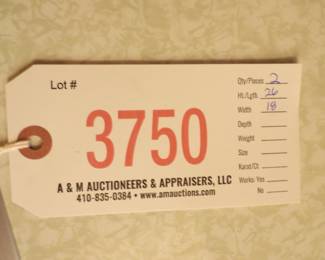 Lot #
3750
A & M AUCTIONEERS & APPRAISERS, LLC
410-835-0384 • www.amauctions.com
Qty/Pieces 2
Ht./Lgth 26
Width 18
Depth
Weight
Size
Karat/Ct
Works: Yes
No